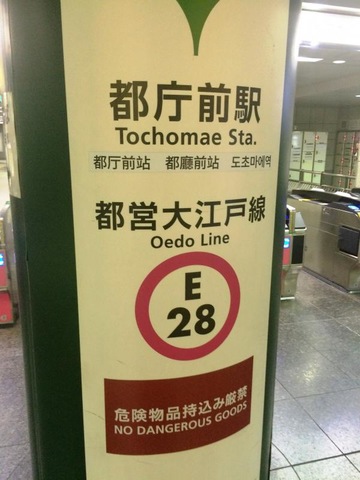 都庁前駅
Tochomae Sta.
都庁前站 都廳前站 도초마에역
都営大江戸線
Oedo Line
E
28
危険物品持込み厳禁
NO DANGEROUS GOODS